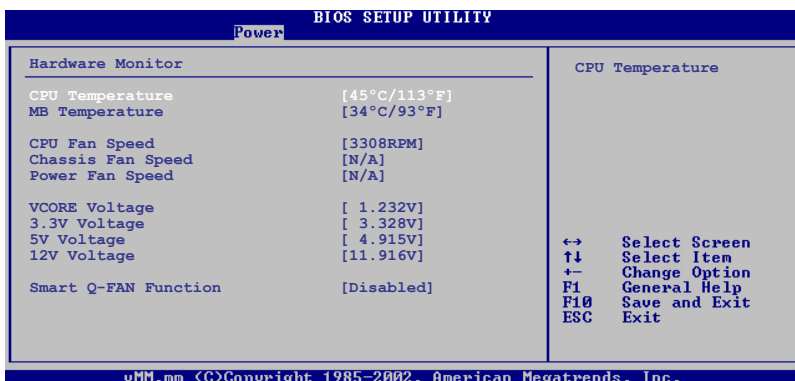 BIOS SETUP UTILITY
Power
Hardware Monitor
CPU Temperature [45°C/113°F]
MB Temperature [34°C/93°F]
CPU Fan Speed [3308RPM]
Chassis Fan Speed [N/A]
Power Fan Speed [N/A]
VCORE Voltage [ 1.232V]
3.3V Voltage [ 3.328V]
5V Voltage [ 4.915V]
12V Voltage [11.916V]
Smart Q-FAN Function [Disabled]
CPU Temperature
←→ Select Screen
↑↓ Select Item
+- Change Option
F1 General Help
F10 Save and Exit
ESC Exit
vMM.mm (C)Copyright 1985-2002, American Megatrends, Inc.